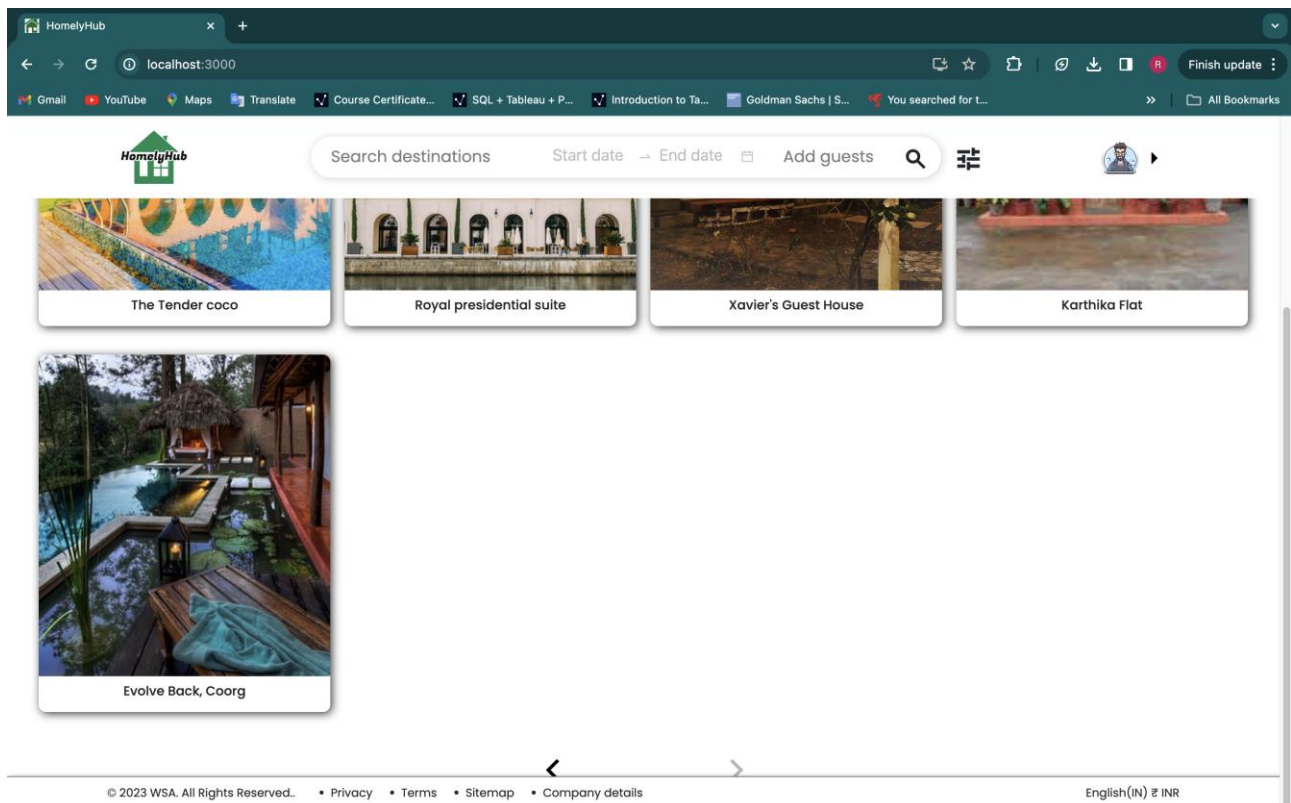 HomelyHub
localhost:3000
Finish update
Gmail YouTube Maps Translate Course Certificate... SQL + Tableau + P... Introduction to Ta... Goldman Sachs | S... You searched for t... » All Bookmarks
HomelyHub Search destinations Start date → End date Add guests
The Tender coco Royal presidential suite Xavier's Guest House Karthika Flat
Evolve Back, Coorg
© 2023 WSA. All Rights Reserved.. • Privacy • Terms • Sitemap • Company details English(IN) ₹ INR